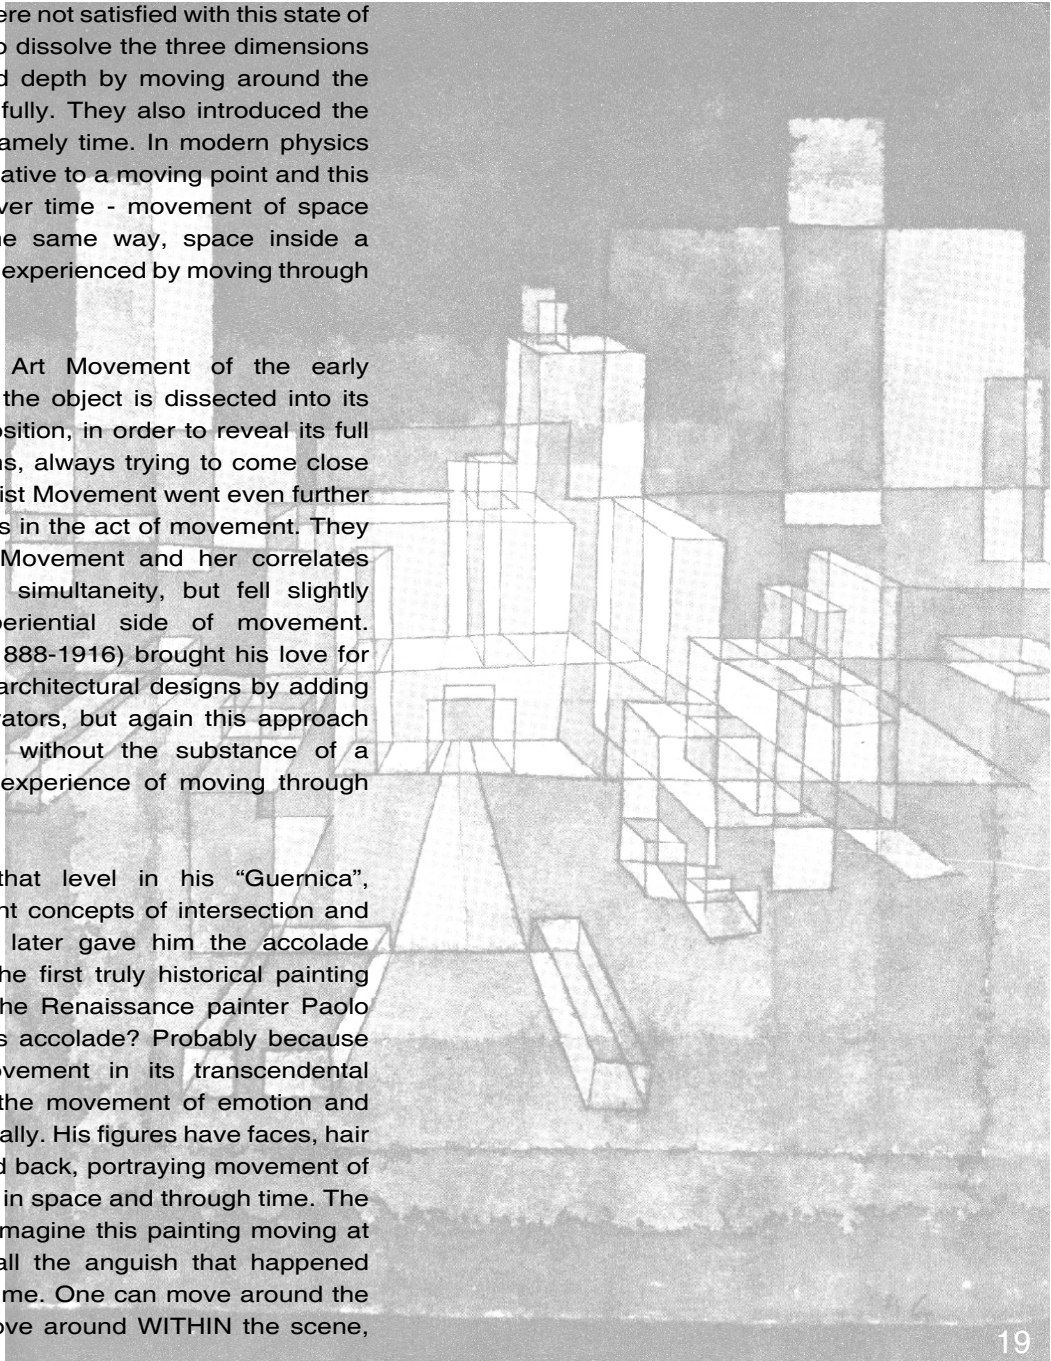 ere not satisfied with this state of
o dissolve the three dimensions
d depth by moving around the
fully. They also introduced the
amely time. In modern physics
ative to a moving point and this
ver time - movement of space
ne same way, space inside a
experienced by moving through
Art Movement of the early
the object is dissected into its
osition, in order to reveal its full
ns, always trying to come close
ist Movement went even further
s in the act of movement. They
Movement and her correlates
simultaneity, but fell slightly
periential side of movement.
888-1916) brought his love for
architectural designs by adding
vators, but again this approach
without the substance of a
experience of moving through
that level in his “Guernica”,
nt concepts of intersection and
later gave him the accolade
he first truly historical painting
the Renaissance painter Paolo
s accolade? Probably because
ovement in its transcendental
the movement of emotion and
ally. His figures have faces, hair
d back, portraying movement of
in space and through time. The
magine this painting moving at
all the anguish that happened
me. One can move around the
ove around WITHIN the scene,
19